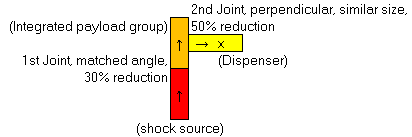 2nd Joint, perpendicular, similar size,
(Integrated payload group)
50% reduction
→ x
1st Joint, matched angle,
(Dispenser)
30% reduction
(shock source)